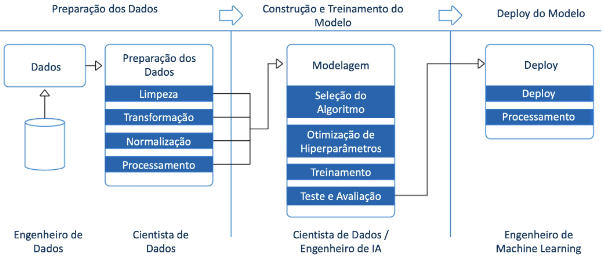 Preparação dos Dados
Construção e Treinamento do
Modelo
Deploy do Modelo
Dados
Preparação dos
Dados
Limpeza
Transformação
Normalização
Processamento
Modelagem
Seleção do
Algoritmo
Otimização de
Hiperparâmetros
Treinamento
Teste e Avaliação
Deploy
Deploy
Processamento
Engenheiro de
Dados
Cientista de
Dados
Cientista de Dados /
Engenheiro de IA
Engenheiro de
Machine Learning